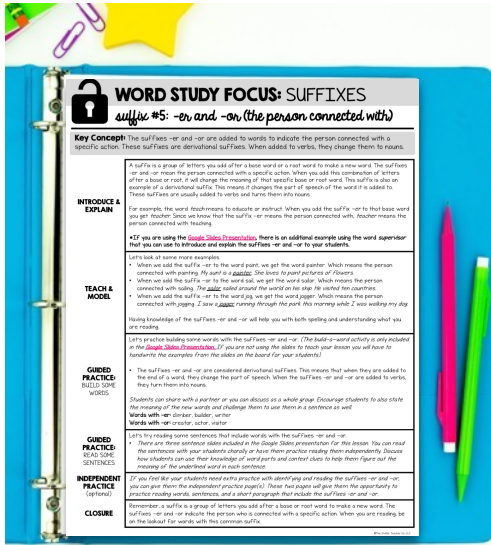 WORD STUDY FOCUS: SUFFIXES
suffix #5: -er and -or (the person connected with)
Key Concept: The suffixes -er and -or are added to words to indicate the person connected with a
specific action. These suffixes are derivational suffixes. When added to verbs, they change them to nouns.
INTRODUCE &
EXPLAIN
A suffix is a group of letters you add after a base word or a root word to make a new word. The suffixes
-er and -or mean the person connected with a specific action. When you add this combination of letters
after a base or a root, it will change the meaning of that specific base or root word. This suffix is also an
example of a derivational suffix. This means it changes the part of speech of the word it is added to.
These suffixes are usually added to verbs and turns them into nouns.
For example, the word teach means to educate or instruct. When you add the suffix -er to that base word
you get teacher. Since we know that the suffix -er means the person connected with, teacher means the
person connected with teaching.
*If you are using the Google Slides Presentation, there is an additional example using the word supervisor
that you can use to introduce and explain the suffixes -er and -or to your students.
TEACH &
MODEL
Let's look at some more examples.
• When we add the suffix -er to the word paint, we get the word painter. Which means the person
connected with painting. My aunt is a painter. She loves to paint pictures of flowers.
• When we add the suffix -or to the word sail, we get the word sailor. Which means the person
connected with sailing. The sailor sailed around the world on his ship. He visited ten countries.
• When we add the suffix -er to the word jog, we get the word jogger. Which means the person
connected with jogging. I saw a jogger running through the park this morning while I was walking my dog.
Having knowledge of the suffixes -er and -or will help you with both spelling and understanding what you
are reading.
GUIDED
PRACTICE:
BUILD SOME
WORDS
Let's practice building some words with the suffixes -er and -or. (The build-a-word activity is only included
in the Google Slides Presentation. If you are not using the slides to teach your lesson you will have to
handwrite the examples from the slides on the board for your students)
• The suffixes -er and -or are considered derivational suffixes. This means that when they are added to
the end of a word, they change the part of speech. When the suffixes -er and -or are added to verbs,
they turn them into nouns.
Students can share with a partner or you can discuss as a whole group. Encourage students to also state
the meaning of the new words and challenge them to use them in a sentence as well.
Words with -er: climber, builder, writer
Words with -or: creator, actor, visitor
GUIDED
PRACTICE:
READ SOME
SENTENCES
Let's try reading some sentences that include words with the suffixes -er and -or.
• There are three sentence slides included in the Google Slides presentation for this lesson. You can read
the sentences with your students chorally or have them practice reading them independently. Discuss
how students can use their knowledge of word parts and context clues to help them figure out the
meaning of the underlined word in each sentence.
INDEPENDENT
PRACTICE
(optional)
If you feel like your students need extra practice with identifying and reading the suffixes -er and -or,
you can give them the independent practice page(s). These two pages will give them the opportunity to
practice reading words, sentences, and a short paragraph that include the suffixes -er and -or.
CLOSURE
Remember, a suffix is a group of letters you add after a base or root word to make a new word. The
suffixes -er and -or indicate the person who is connected with a specific action. When you are reading, be
on the lookout for words with this common suffix.